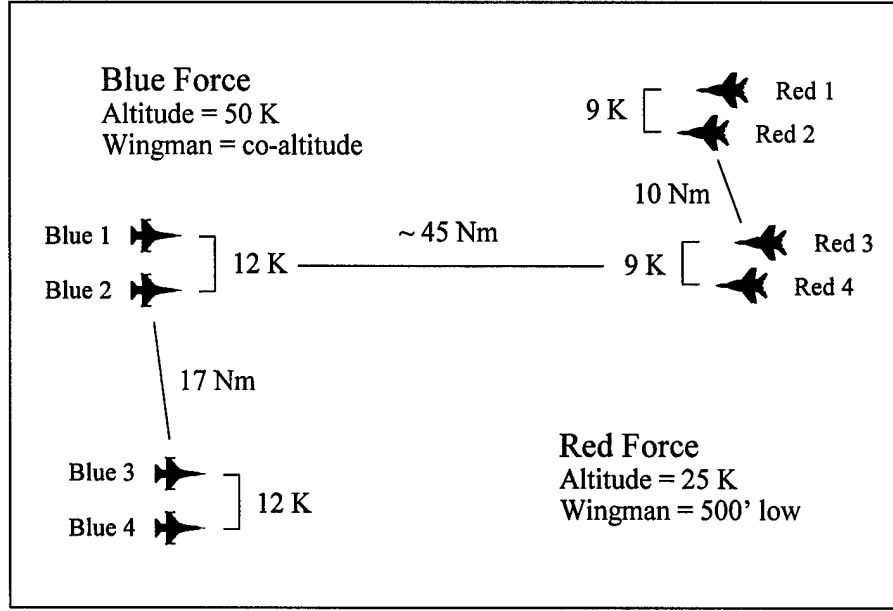 Blue Force
Altitude = 50 K
Wingman = co-altitude
9 K
Red 1
Red 2
10 Nm
Blue 1
Blue 2
12 K
~ 45 Nm
9 K
Red 3
Red 4
17 Nm
Blue 3
Blue 4
12 K
Red Force
Altitude = 25 K
Wingman = 500’ low